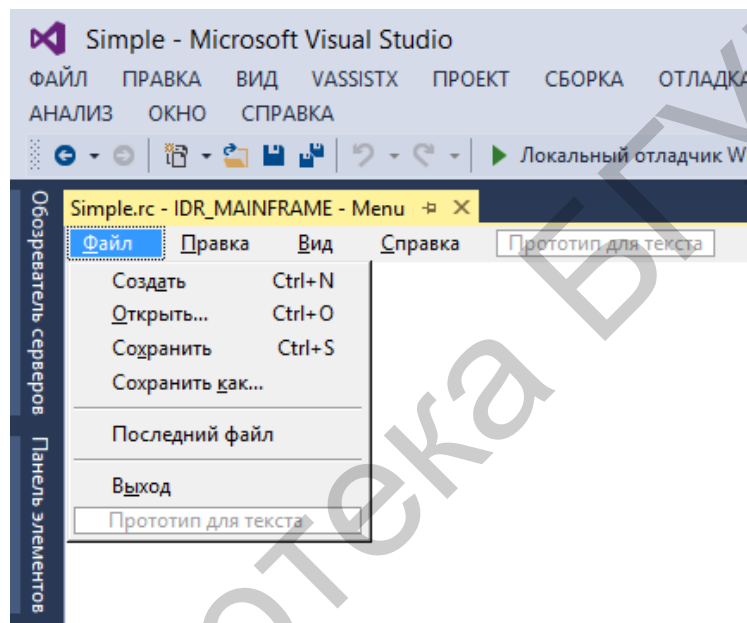 Simple - Microsoft Visual Studio
ФАЙЛ ПРАВКА ВИД VASSISTX ПРОЕКТ СБОРКА ОТЛАДКА
АНАЛИЗ ОКНО СПРАВКА
Локальный отладчик W
Simple.rc - IDR_MAINFRAME - Menu
Файл Правка Вид Справка Прототип для текста
Создать Ctrl+N
Открыть... Ctrl+O
Сохранить Ctrl+S
Сохранить как...
Последний файл
Выход
Прототип для текста
Обозреватель серверов
Панель элементов